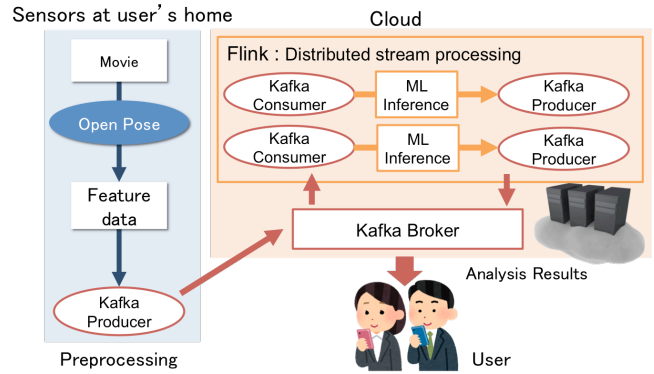 Sensors at user's home
Movie
Open Pose
Feature
data
Kafka
Producer
Preprocessing
Cloud
Flink : Distributed stream processing
Kafka
Consumer
ML
Inference
Kafka
Producer
Kafka
Consumer
ML
Inference
Kafka
Producer
Kafka Broker
Analysis Results
User